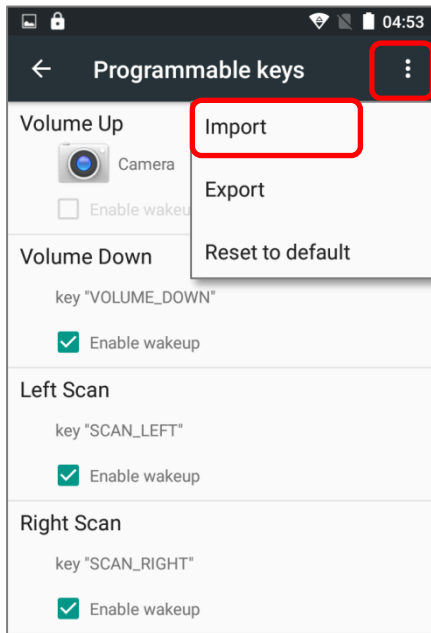 04:53
Programmable keys
Volume Up
Import
Camera
Export
Enable wakeu
Volume Down
Reset to default
key "VOLUME_DOWN"
Enable wakeup
Left Scan
key "SCAN_LEFT"
Enable wakeup
Right Scan
key "SCAN_RIGHT"
Enable wakeup